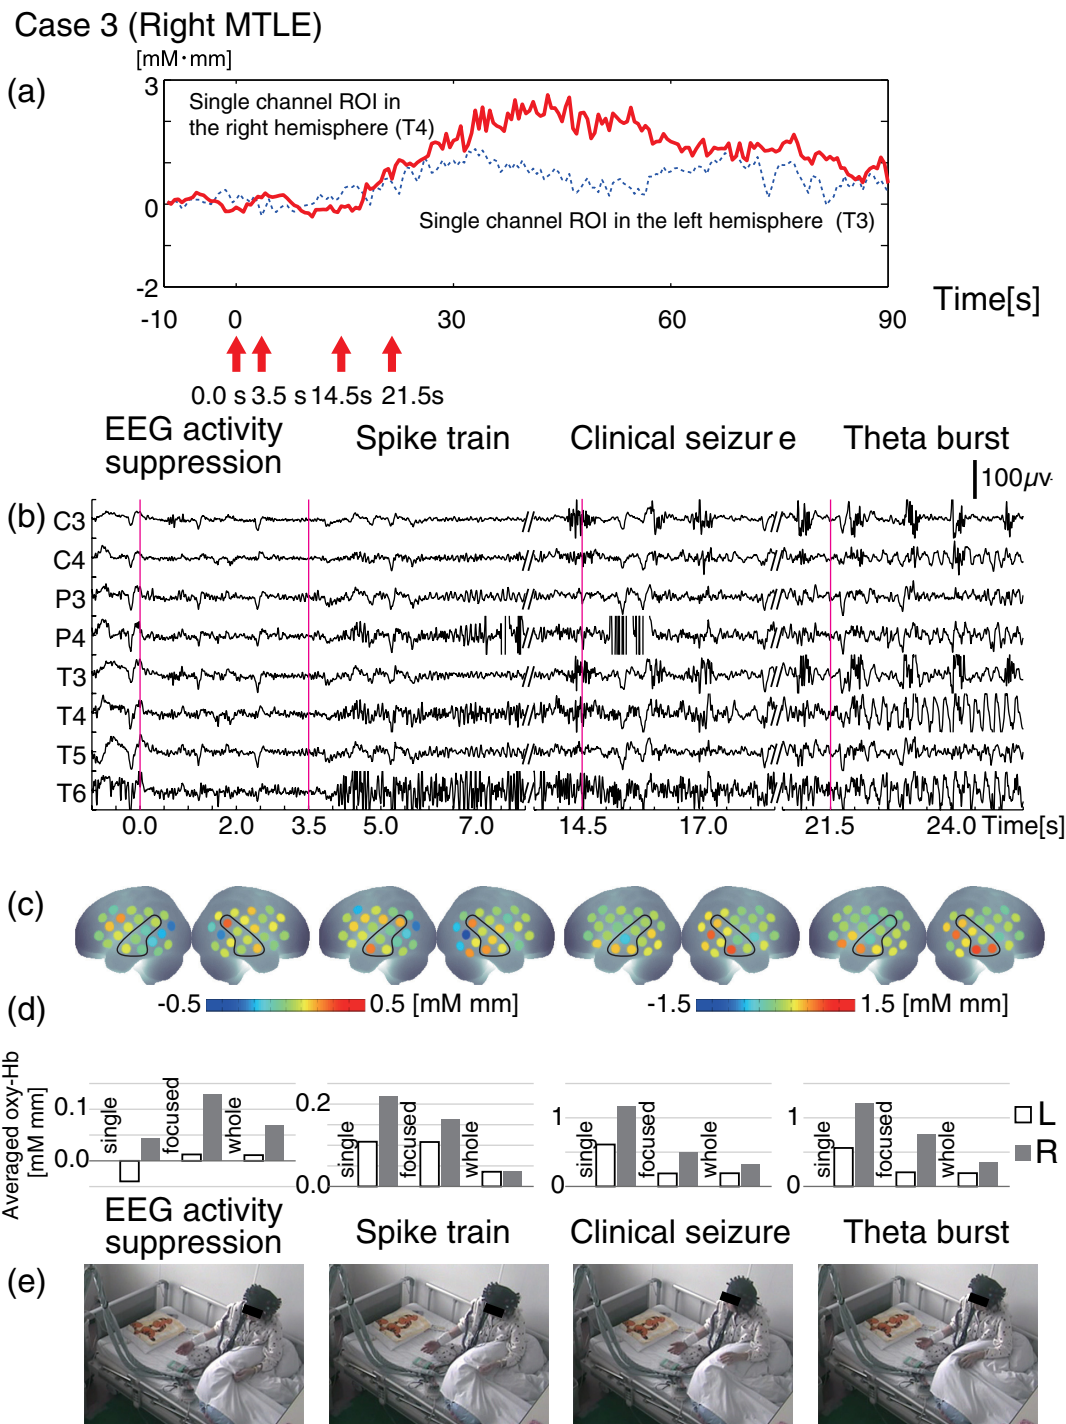 Case 3 (Right MTLE)
[mM·mm]
(a)
3
Single channel ROI in
the right hemisphere (T4)
0
Single channel ROI in the left hemisphere (T3)
-2
-10 0 30 60 90
Time[s]
0.0 s 3.5 s 14.5s 21.5s
EEG activity
suppression
Spike train
Clinical seizure
Theta burst
100μv
(b)
C3
C4
P3
P4
T3
T4
T5
T6
0.0 2.0 3.5 5.0 7.0 14.5 17.0 21.5 24.0 Time[s]
(c)
-0.5 0.5 [mM mm]
-1.5 1.5 [mM mm]
(d)
Averaged oxy-Hb
[mM mm]
0.1
0.0
single
focused
whole
0.2
0.0
single
focused
whole
1
0
single
focused
whole
1
0
single
focused
whole
L
R
EEG activity
suppression
Spike train
Clinical seizure
Theta burst
(e)